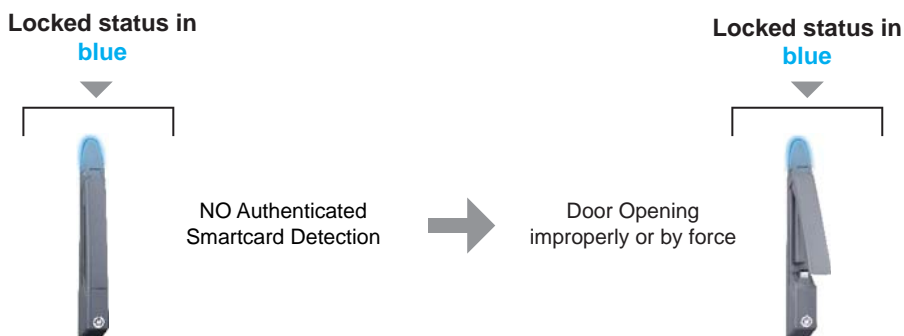 Locked status in
blue
NO Authenticated
Smartcard Detection
Door Opening
improperly or by force
Locked status in
blue